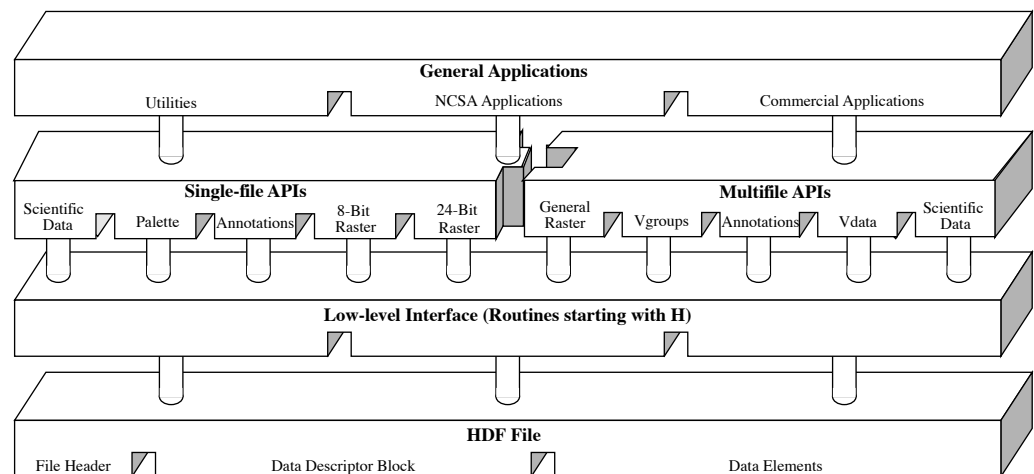 General Applications
Utilities NCSA Applications Commercial Applications
Single-file APIs Multifile APIs
Scientific Data Palette Annotations 8-Bit Raster 24-Bit Raster General Raster Vgroups Annotations Vdata Scientific Data
Low-level Interface (Routines starting with H)
HDF File
File Header Data Descriptor Block Data Elements